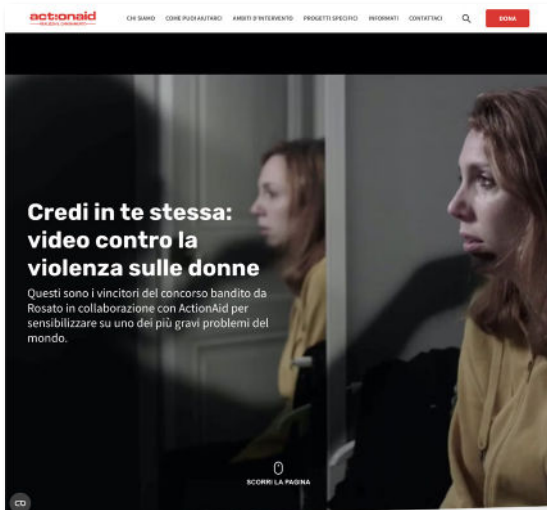 act:onaid
CHI SIAMO COME PUOI AIUTARCI AMBITI D'INTERVENTO PROGETTI SPECIFICI INFORMATI CONTATTACI DONA
Credi in te stessa:
video contro la
violenza sulle donne
Questi sono i vincitori del concorso bandito da
Rosato in collaborazione con ActionAid per
sensibilizzare su uno dei più gravi problemi del
mondo.
SCORRI LA PAGINA